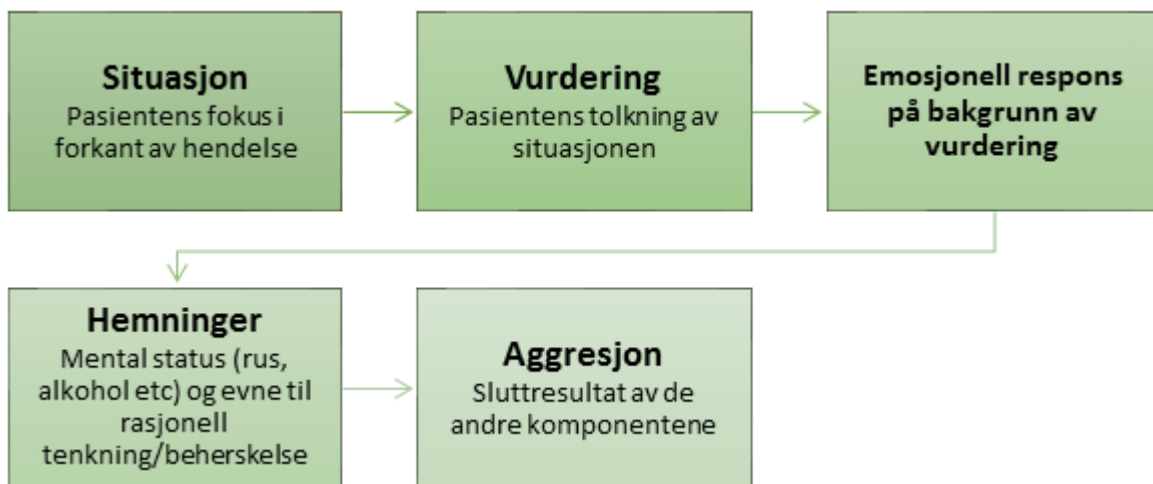 Situasjon
Pasientens fokus i
forkant av hendelse
Vurdering
Pasientens tolkning av
situasjonen
Emosjonell respons
på bakgrunn av
vurdering
Hemninger
Mental status (rus,
alkohol etc) og evne til
rasjonell
tenkning/beherskelse
Aggresjon
Sluttresultat av de
andre komponentene